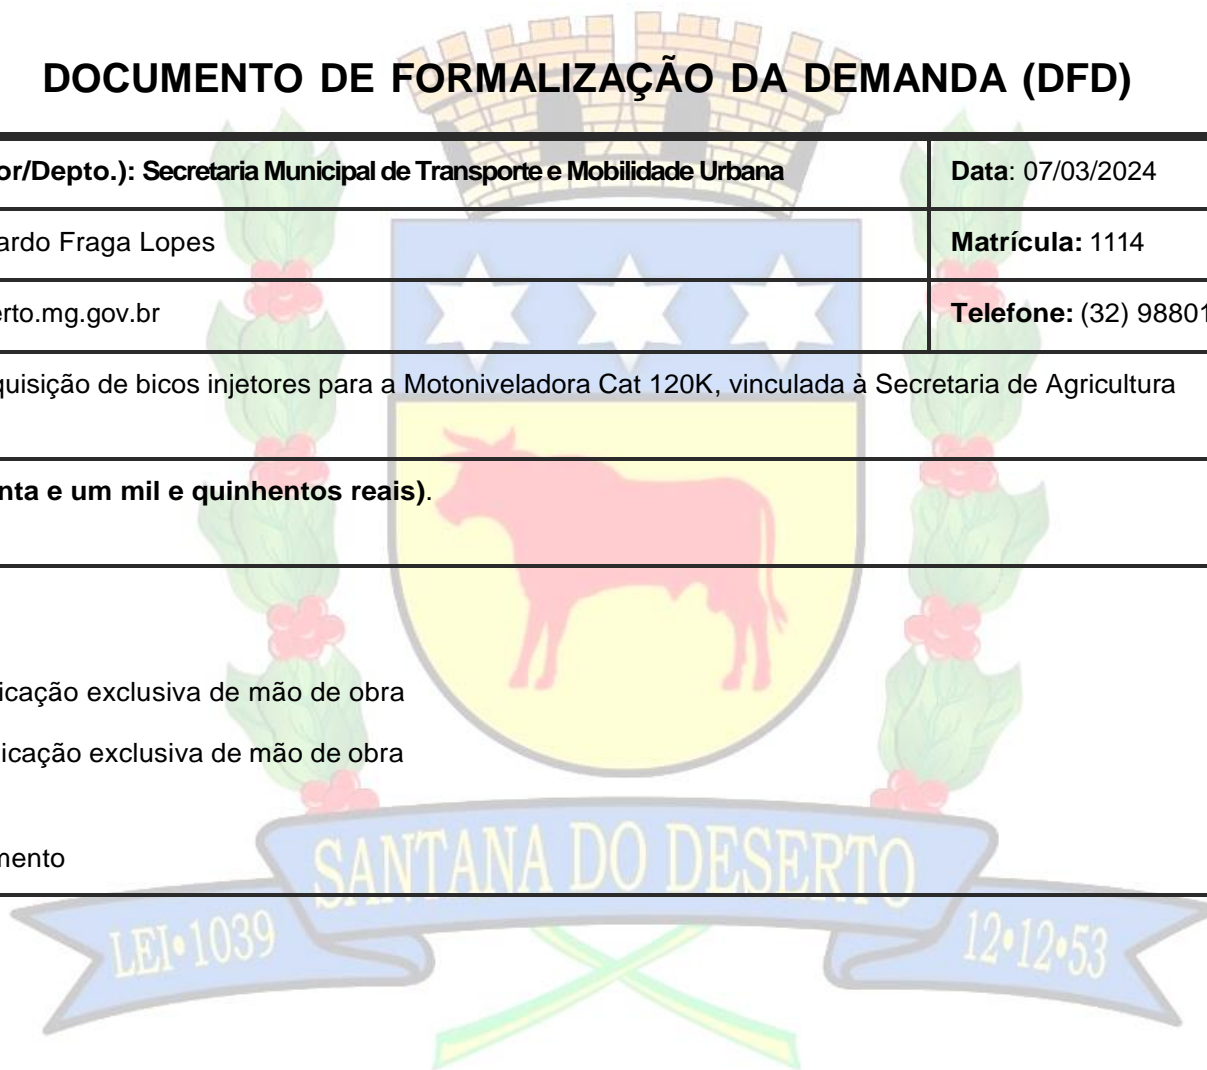 DOCUMENTO DE FORMALIZAÇÃO DA DEMANDA (DFD)
or/Depto.): Secretaria Municipal de Transporte e Mobilidade Urbana Data: 07/03/2024
ardo Fraga Lopes Matrícula: 1114
erto.mg.gov.br Telefone: (32) 98801
quisição de bicos injetores para a Motoniveladora Cat 120K, vinculada à Secretaria de Agricultura
nta e um mil e quinhentos reais).
icação exclusiva de mão de obra
icação exclusiva de mão de obra
mento
SANTANA DO DESERTO
LEI•1039 12•12•53